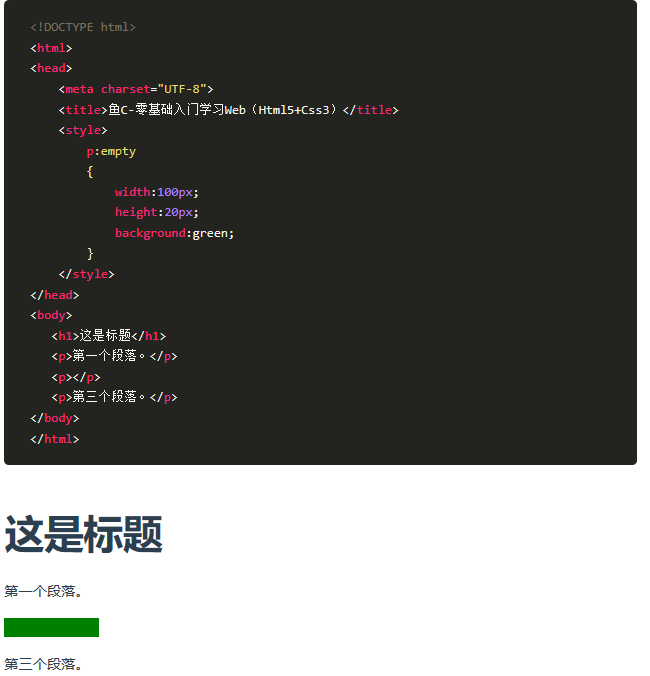 <!DOCTYPE html>
<html>
<head>
    <meta charset="UTF-8">
    <title>鱼C-零基础入门学习Web（Html5+Css3）</title>
    <style>
        p:empty
        {
            width:100px;
            height:20px;
            background:green;
        }
    </style>
</head>
<body>
   <h1>这是标题</h1>
   <p>第一个段落。</p>
   <p></p>
   <p>第三个段落。</p>
</body>
</html>
这是标题
第一个段落。
第三个段落。